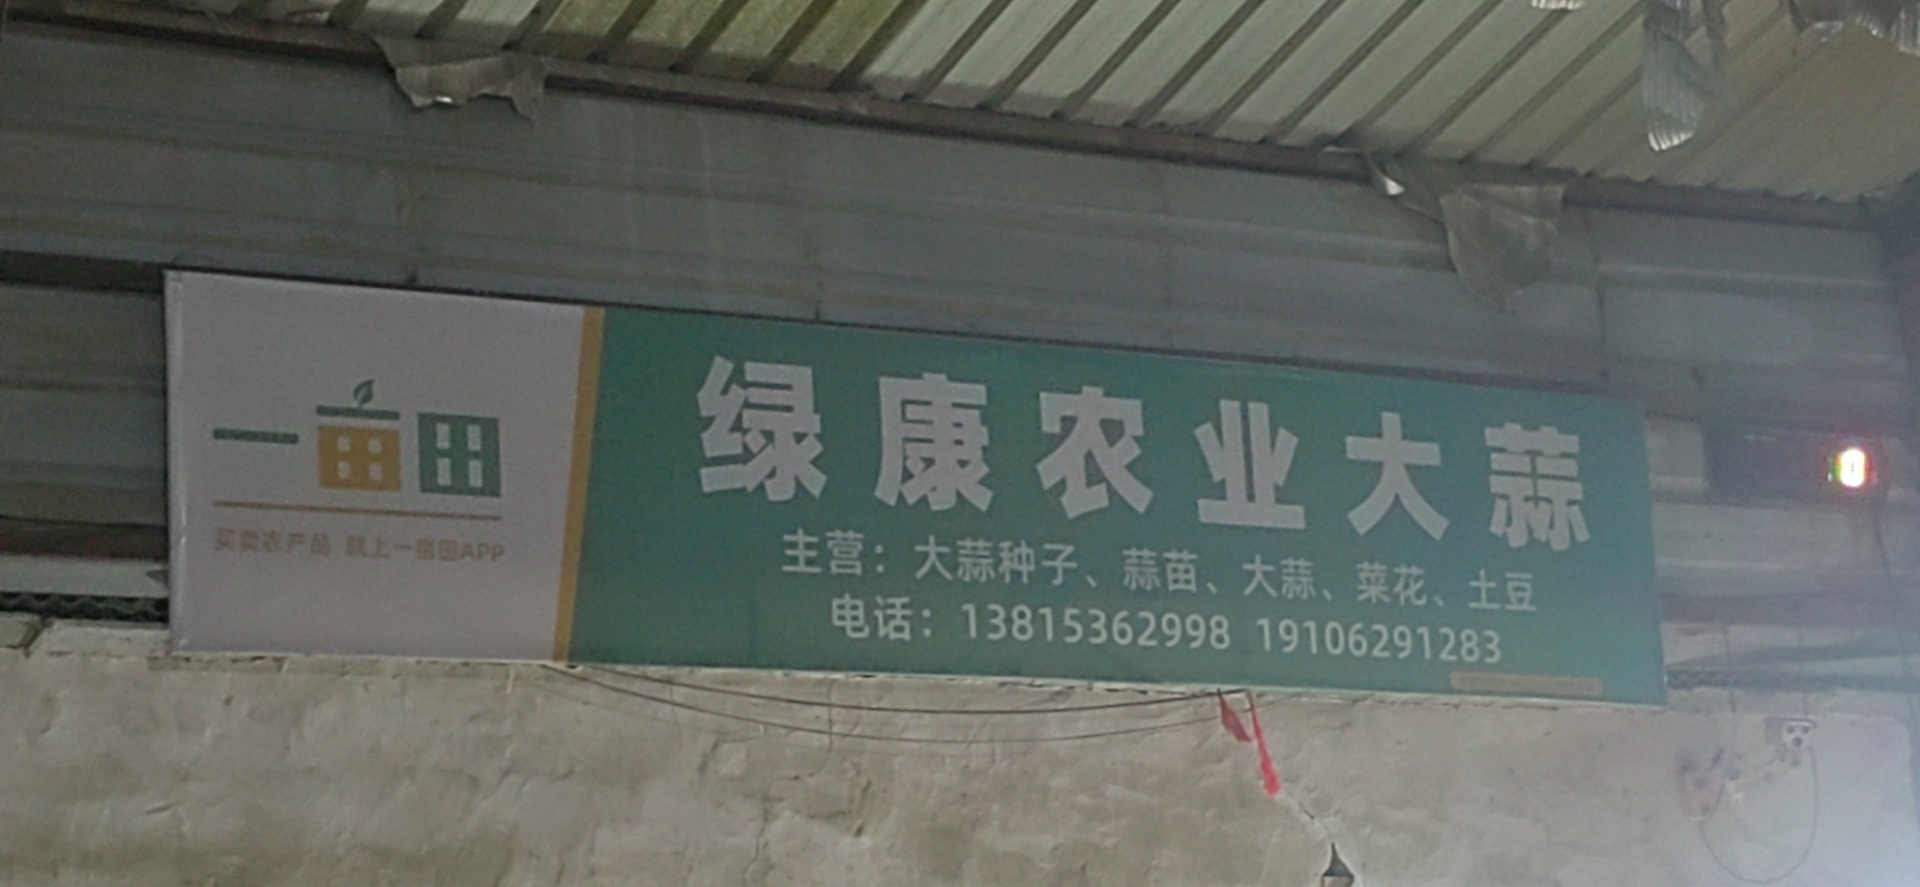 一亩田
买卖农产品 就上一亩田APP
绿康农业大蒜
主营：大蒜种子、蒜苗、大蒜、菜花、土豆
电话：13815362998 19106291283